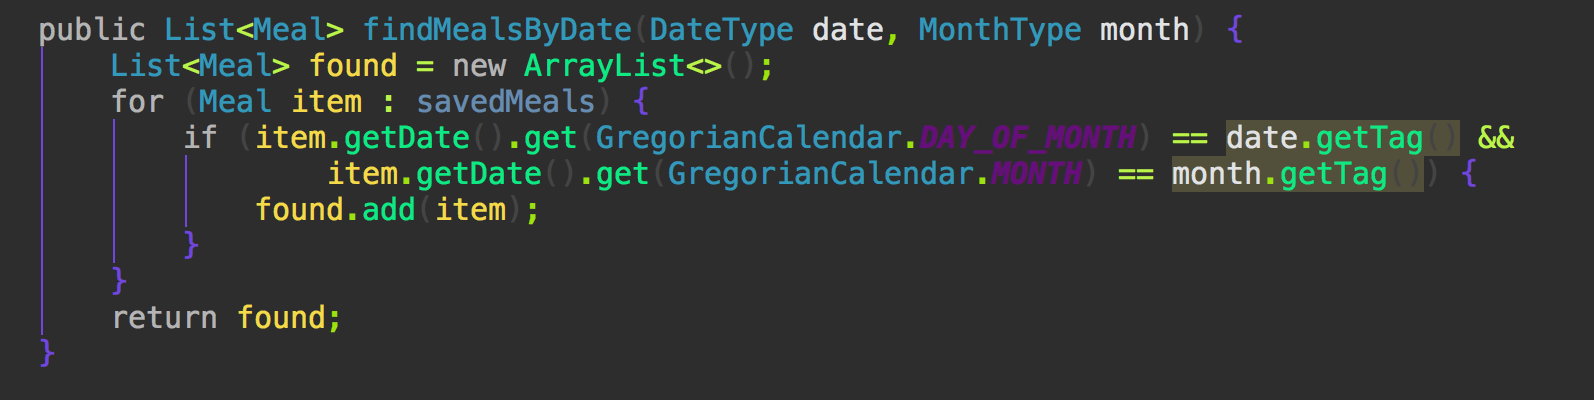 public List<Meal> findMealsByDate(DateType date, MonthType month) {
List<Meal> found = new ArrayList<>();
for (Meal item : savedMeals) {
if (item.getDate().get(GregorianCalendar.DAY_OF_MONTH) == date.getTag() &&
item.getDate().get(GregorianCalendar.MONTH) == month.getTag()) {
found.add(item);
}
}
return found;
}